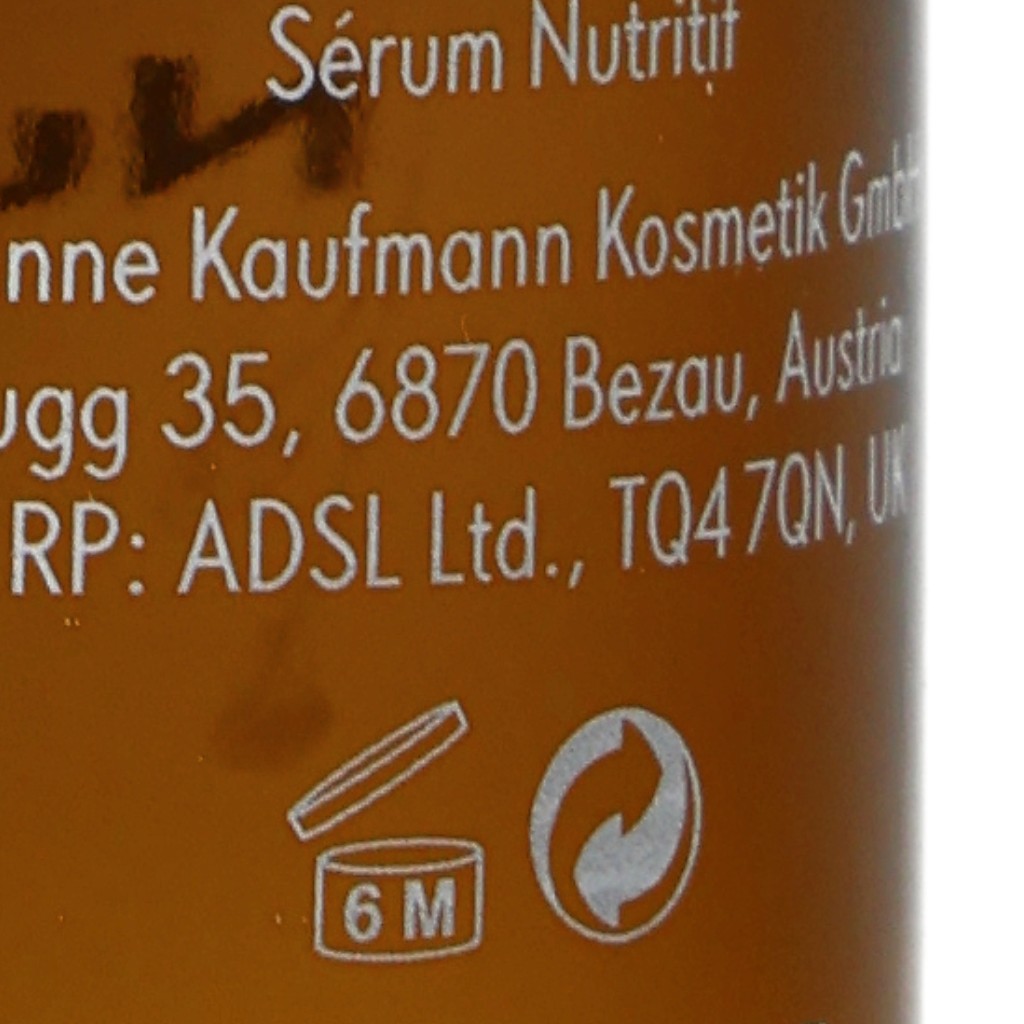 Sérum Nutritif
nne Kaufmann Kosmetik GmbH
ugg 35, 6870 Bezau, Austria
RP: ADSL Ltd., TQ4 7QN, UK
6 M